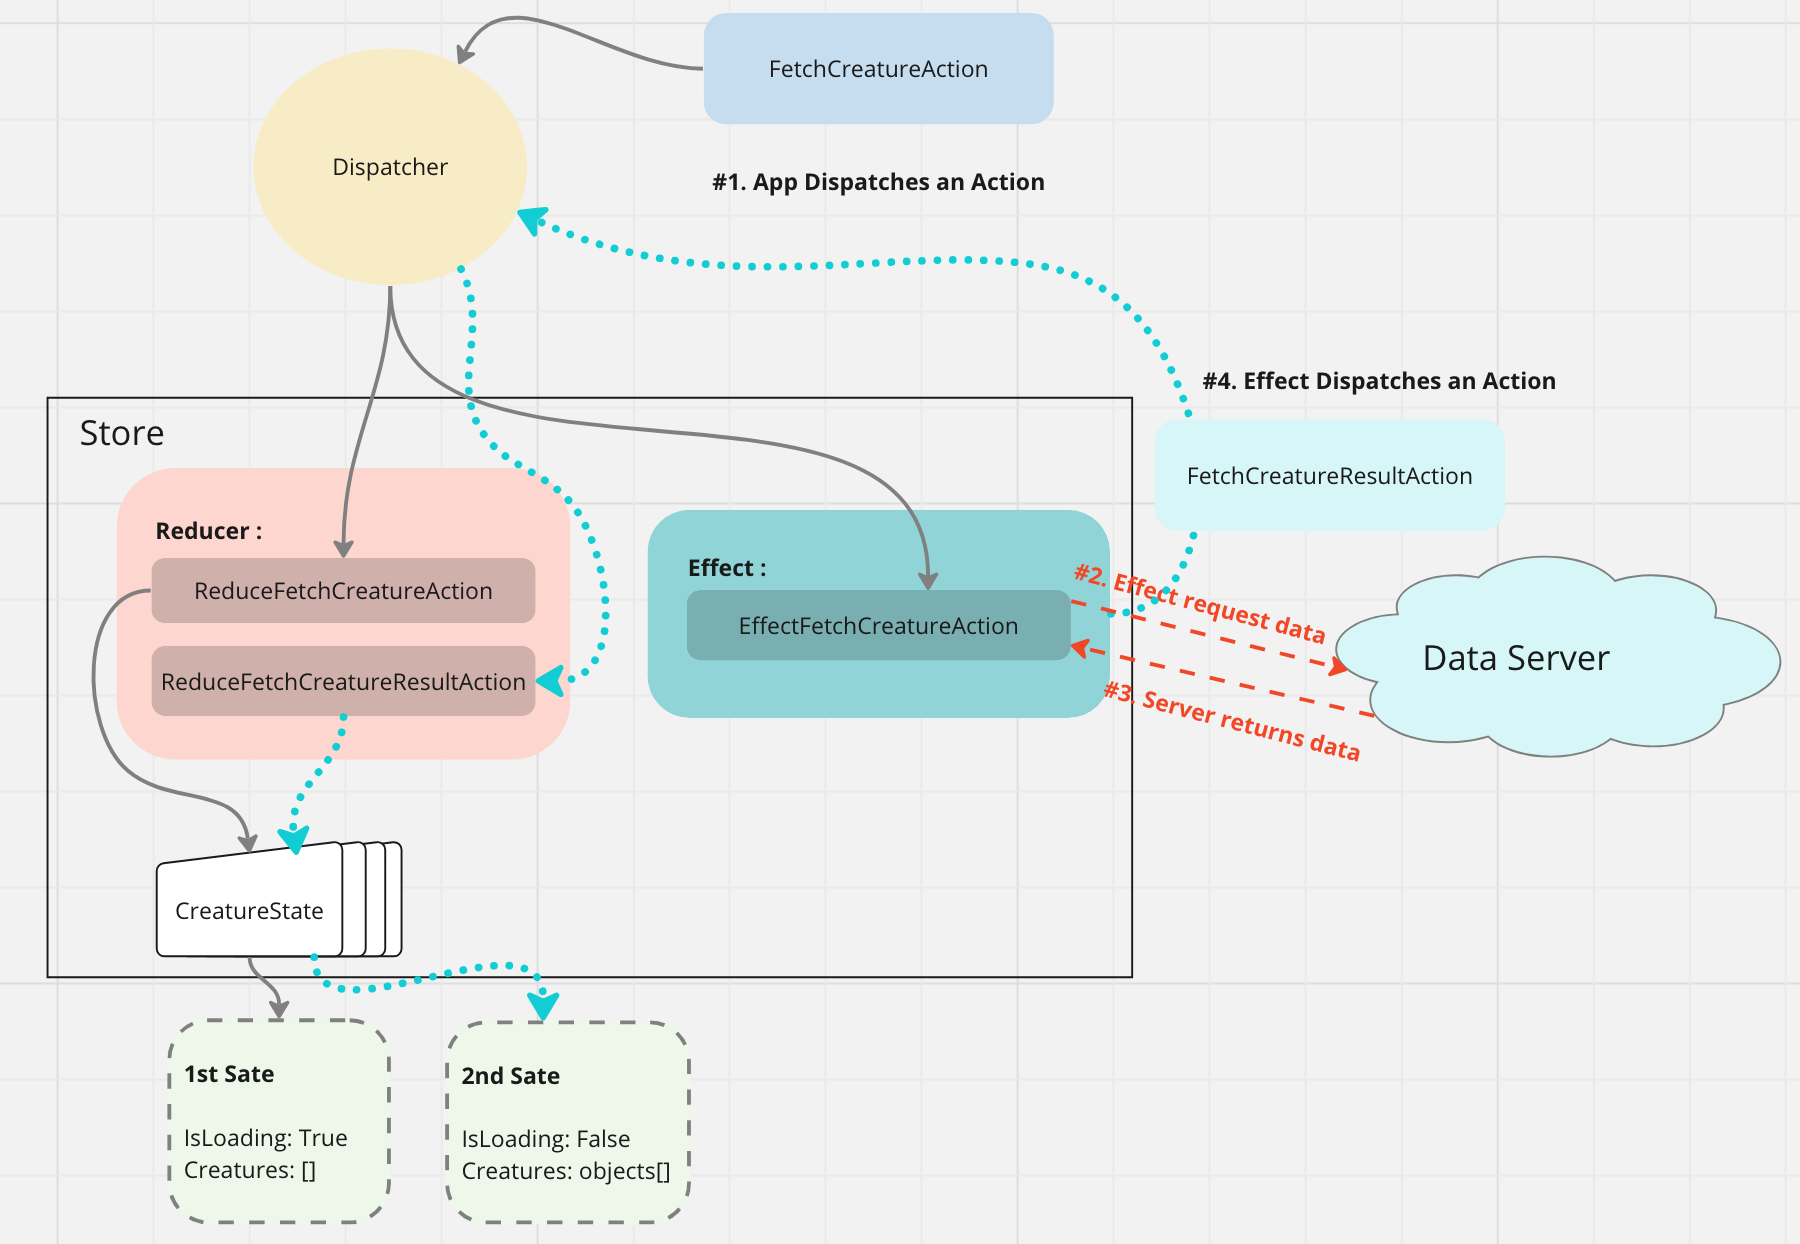 FetchCreatureAction
Dispatcher
#1. App Dispatches an Action
#4. Effect Dispatches an Action
Store
FetchCreatureResultAction
Reducer :
ReduceFetchCreatureAction
ReduceFetchCreatureResultAction
Effect :
EffectFetchCreatureAction
#2. Effect request data
#3. Server returns data
Data Server
CreatureState
1st Sate
IsLoading: True
Creatures: []
2nd Sate
IsLoading: False
Creatures: objects[]